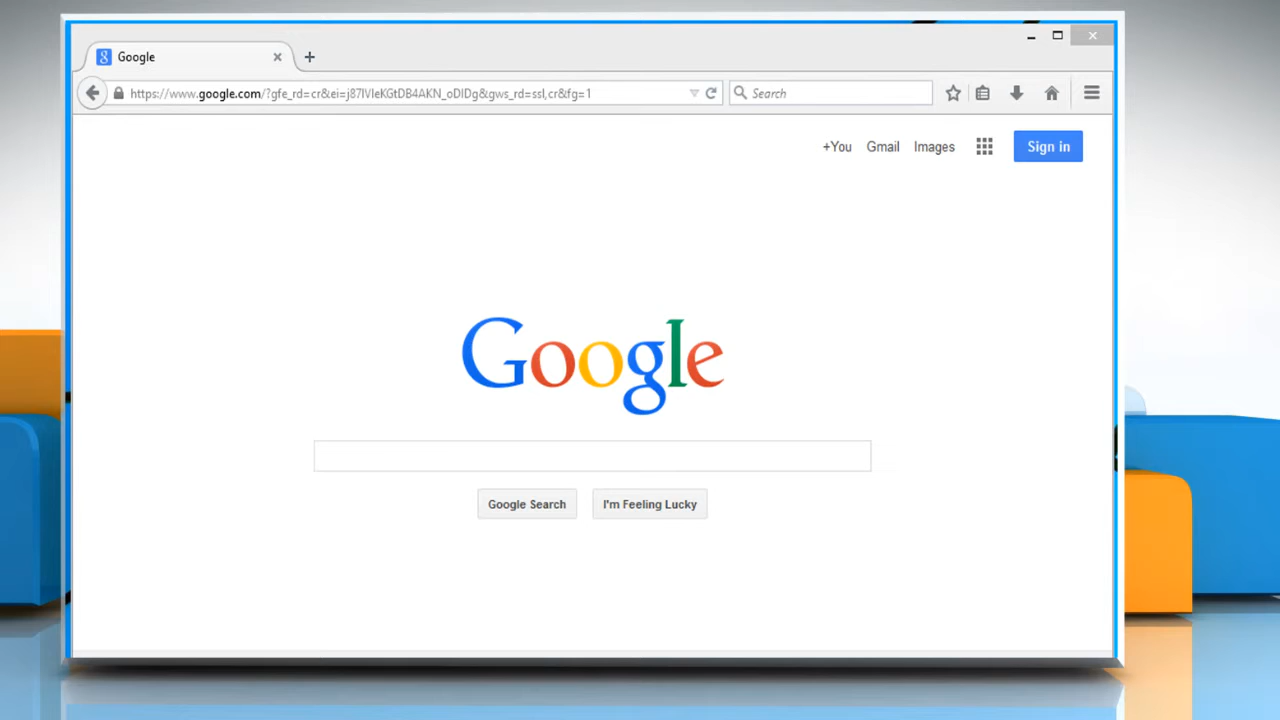 Google
https://www.google.com/?gfe_rd=cr&ei=j87IVIeKGtDB4AKN_oDIDg&gws_rd=ssl,cr&fg=1
Search
+You Gmail Images Sign in
Google
Google Search I'm Feeling Lucky